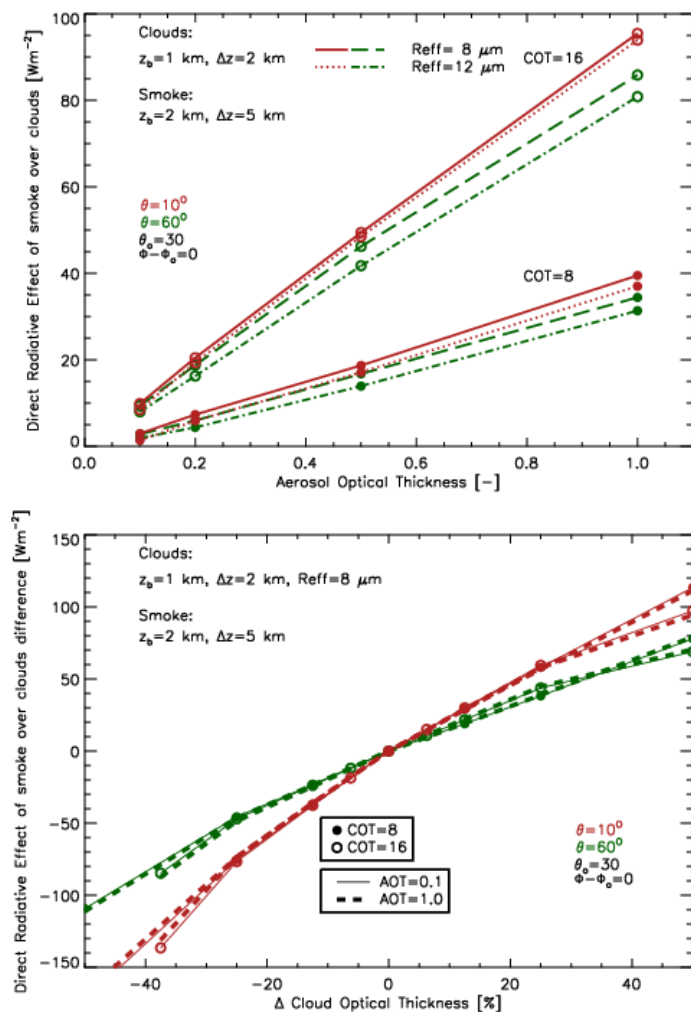 Direct Radiative Effect of smoke over clouds [Wm⁻²]
100
80
60
40
20
0
Clouds:
z_b=1 km, Δz=2 km
Smoke:
z_b=2 km, Δz=5 km
Reff= 8 μm
Reff=12 μm
COT=16
θ=10°
θ=60°
θ_o=30
Φ−Φ_o=0
COT=8
0.0 0.2 0.4 0.6 0.8 1.0
Aerosol Optical Thickness [-]
Direct Radiative Effect of smoke over clouds difference [Wm⁻²]
150
100
50
0
-50
-100
-150
Clouds:
z_b=1 km, Δz=2 km, Reff=8 μm
Smoke:
z_b=2 km, Δz=5 km
COT=8
COT=16
AOT=0.1
AOT=1.0
θ=10°
θ=60°
θ_o=30
Φ−Φ_o=0
-40 -20 0 20 40
Δ Cloud Optical Thickness [%]